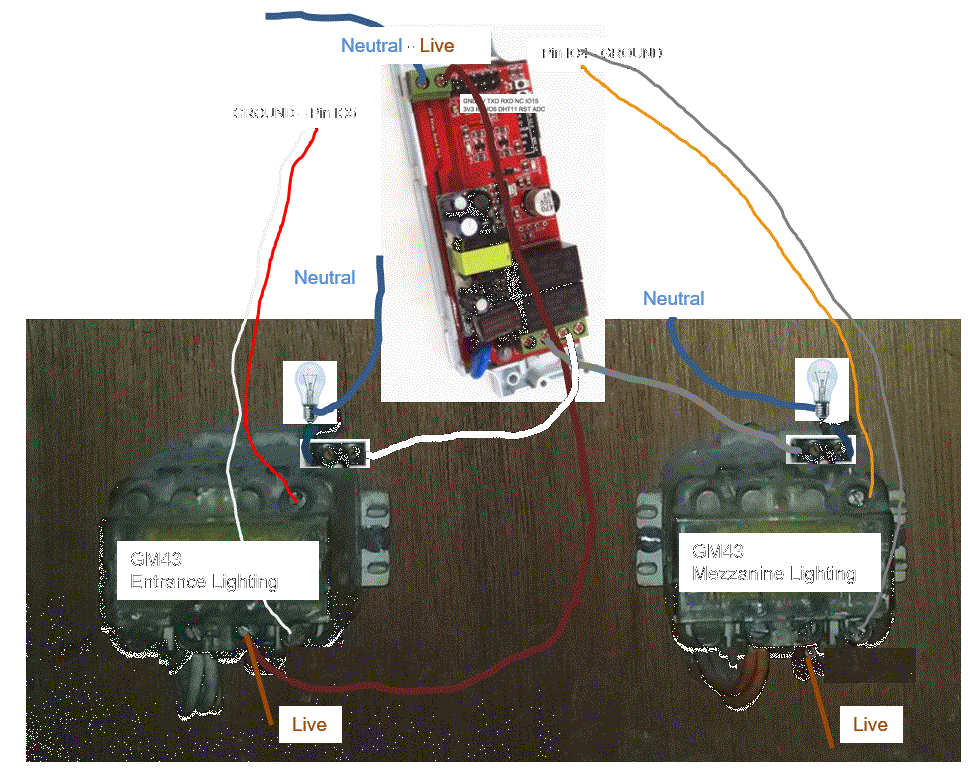 Neutral - Live
Pin IO4 - GROUND
GND 5V TXD RXD NC IO15
3V3 IO4 IO5 DHT11 RST ADC
GROUND - Pin IO5
Neutral
Neutral
GM43
Entrance Lighting
GM43
Mezzanine Lighting
Live
Live